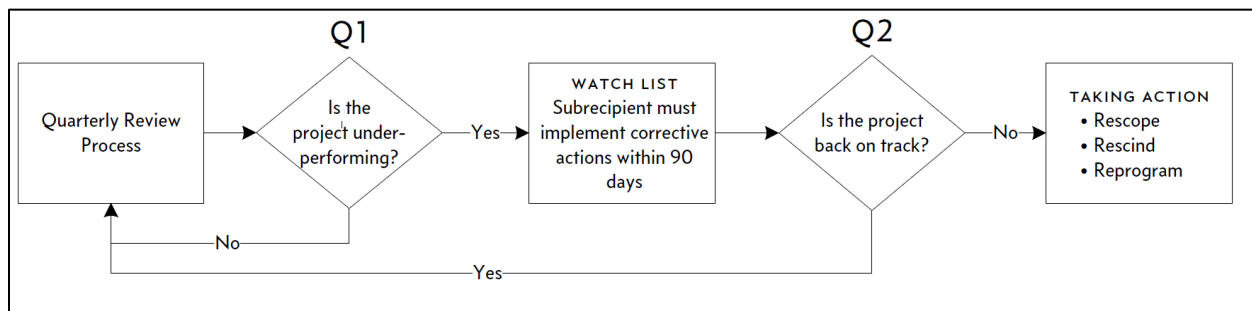 Q1
Q2
Quarterly Review
Process
Is the
project under-
performing?
Yes
WATCH LIST
Subrecipient must
implement corrective
actions within 90
days
Is the project
back on track?
No
TAKING ACTION
• Rescope
• Rescind
• Reprogram
No
Yes